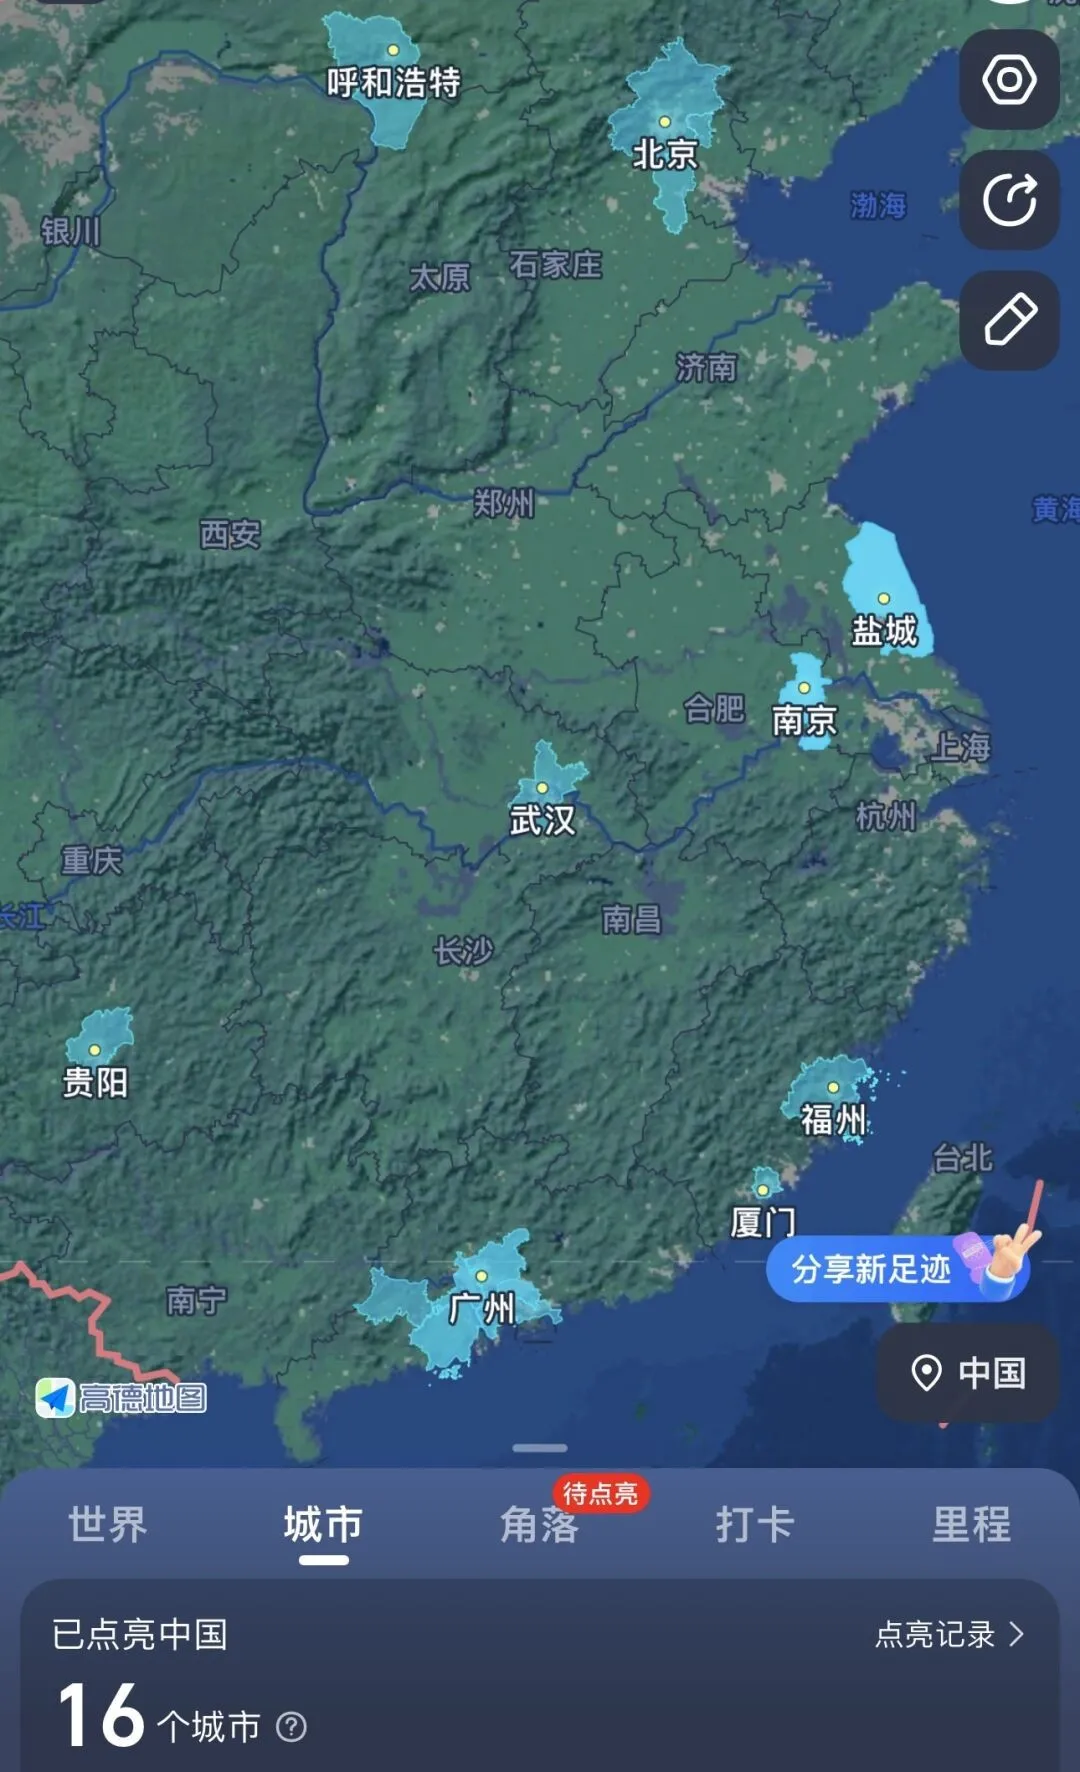 呼和浩特
北京
渤海
银川
太原
石家庄
济南
郑州
黄海
西安
盐城
合肥
南京
上海
武汉
杭州
重庆
长江
南昌
长沙
贵阳
福州
台北
厦门
分享新足迹
南宁
广州
中国
高德地图
世界
城市
角落
待点亮
打卡
里程
已点亮中国
点亮记录
16个城市